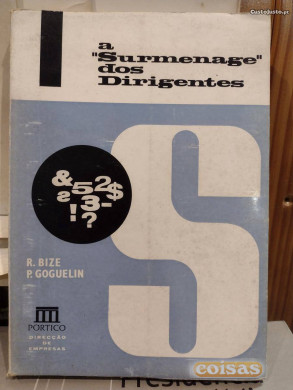 CustoJusto.pt
a
"Surmenage"
dos
Dirigentes
S
&52$
s!3-
?
R. BIZE
P. GOGUELIN
PÓRTICO
DIRECÇÃO
DE
EMPRESAS
coisas